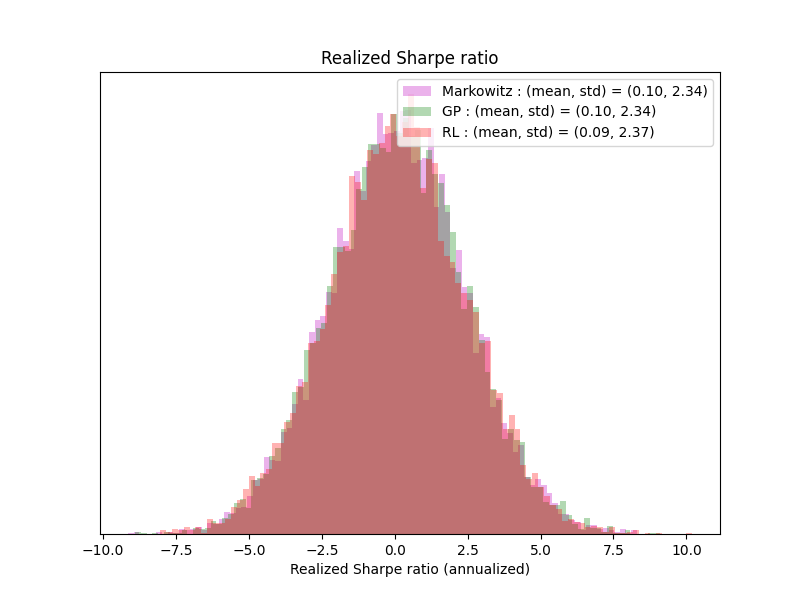 Realized Sharpe ratio
Markowitz : (mean, std) = (0.10, 2.34)
GP : (mean, std) = (0.10, 2.34)
RL : (mean, std) = (0.09, 2.37)
−10.0 −7.5 −5.0 −2.5 0.0 2.5 5.0 7.5 10.0
Realized Sharpe ratio (annualized)